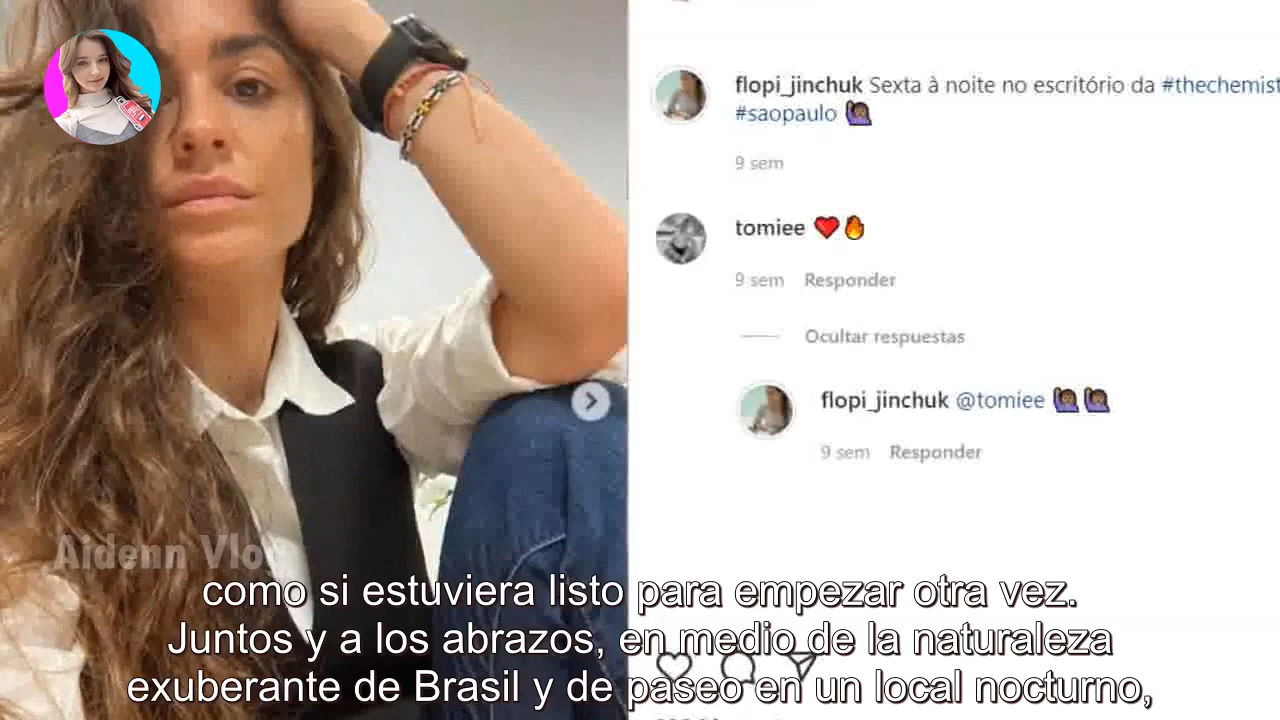 flopi_jinchuk Sexta à noite no escritório da #thechemist
#saopaulo
9 sem
tomiee
9 sem Responder
Ocultar respuestas
flopi_jinchuk @tomiee
9 sem Responder
Aidenn Vlog
como si estuviera listo para empezar otra vez.
Juntos y a los abrazos, en medio de la naturaleza
exuberante de Brasil y de paseo en un local nocturno,